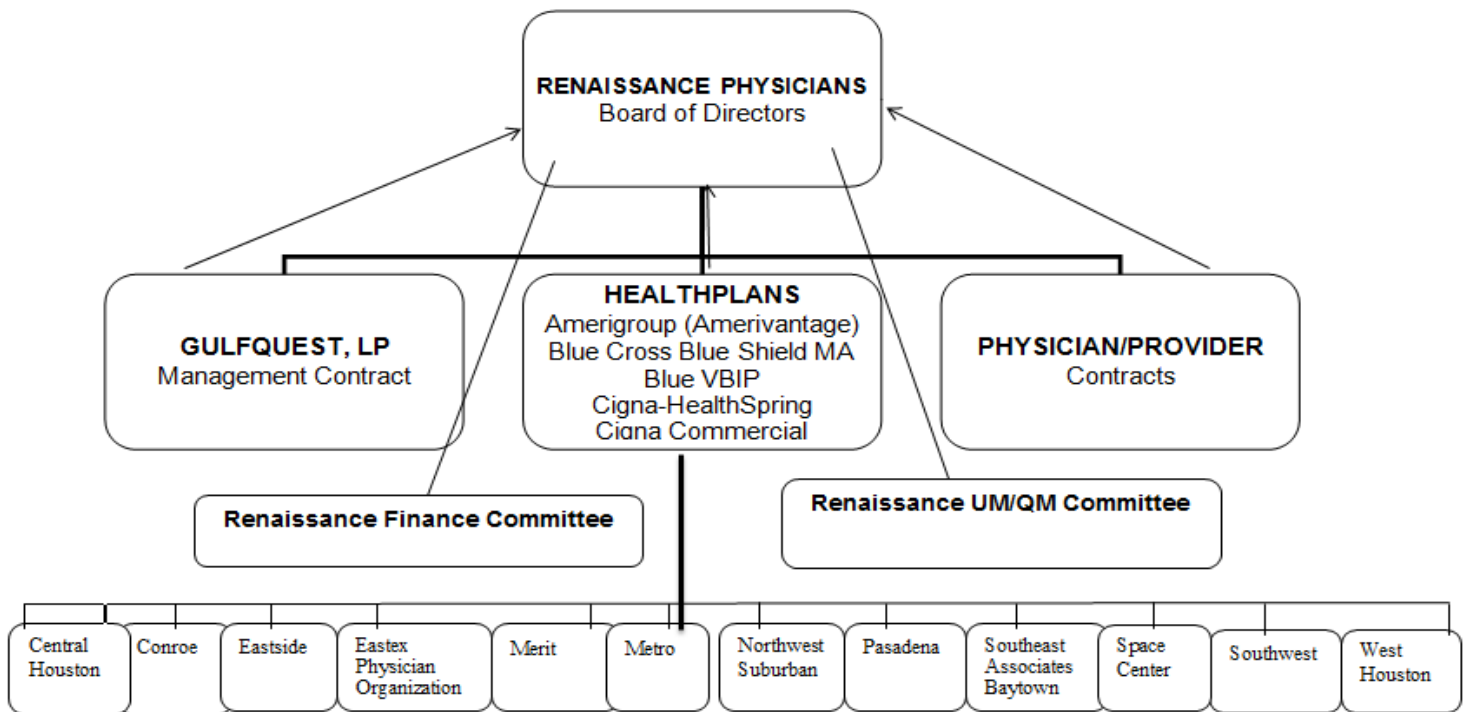 RENAISSANCE PHYSICIANS
Board of Directors
GULFQUEST, LP
Management Contract
HEALTHPLANS
Amerigroup (Amerivantage)
Blue Cross Blue Shield MA
Blue VBIP
Cigna-HealthSpring
Cigna Commercial
PHYSICIAN/PROVIDER
Contracts
Renaissance Finance Committee
Renaissance UM/QM Committee
Central
Houston
Conroe
Eastside
Eastex
Physician
Organization
Merit
Metro
Northwest
Suburban
Pasadena
Southeast
Associates
Baytown
Space
Center
Southwest
West
Houston